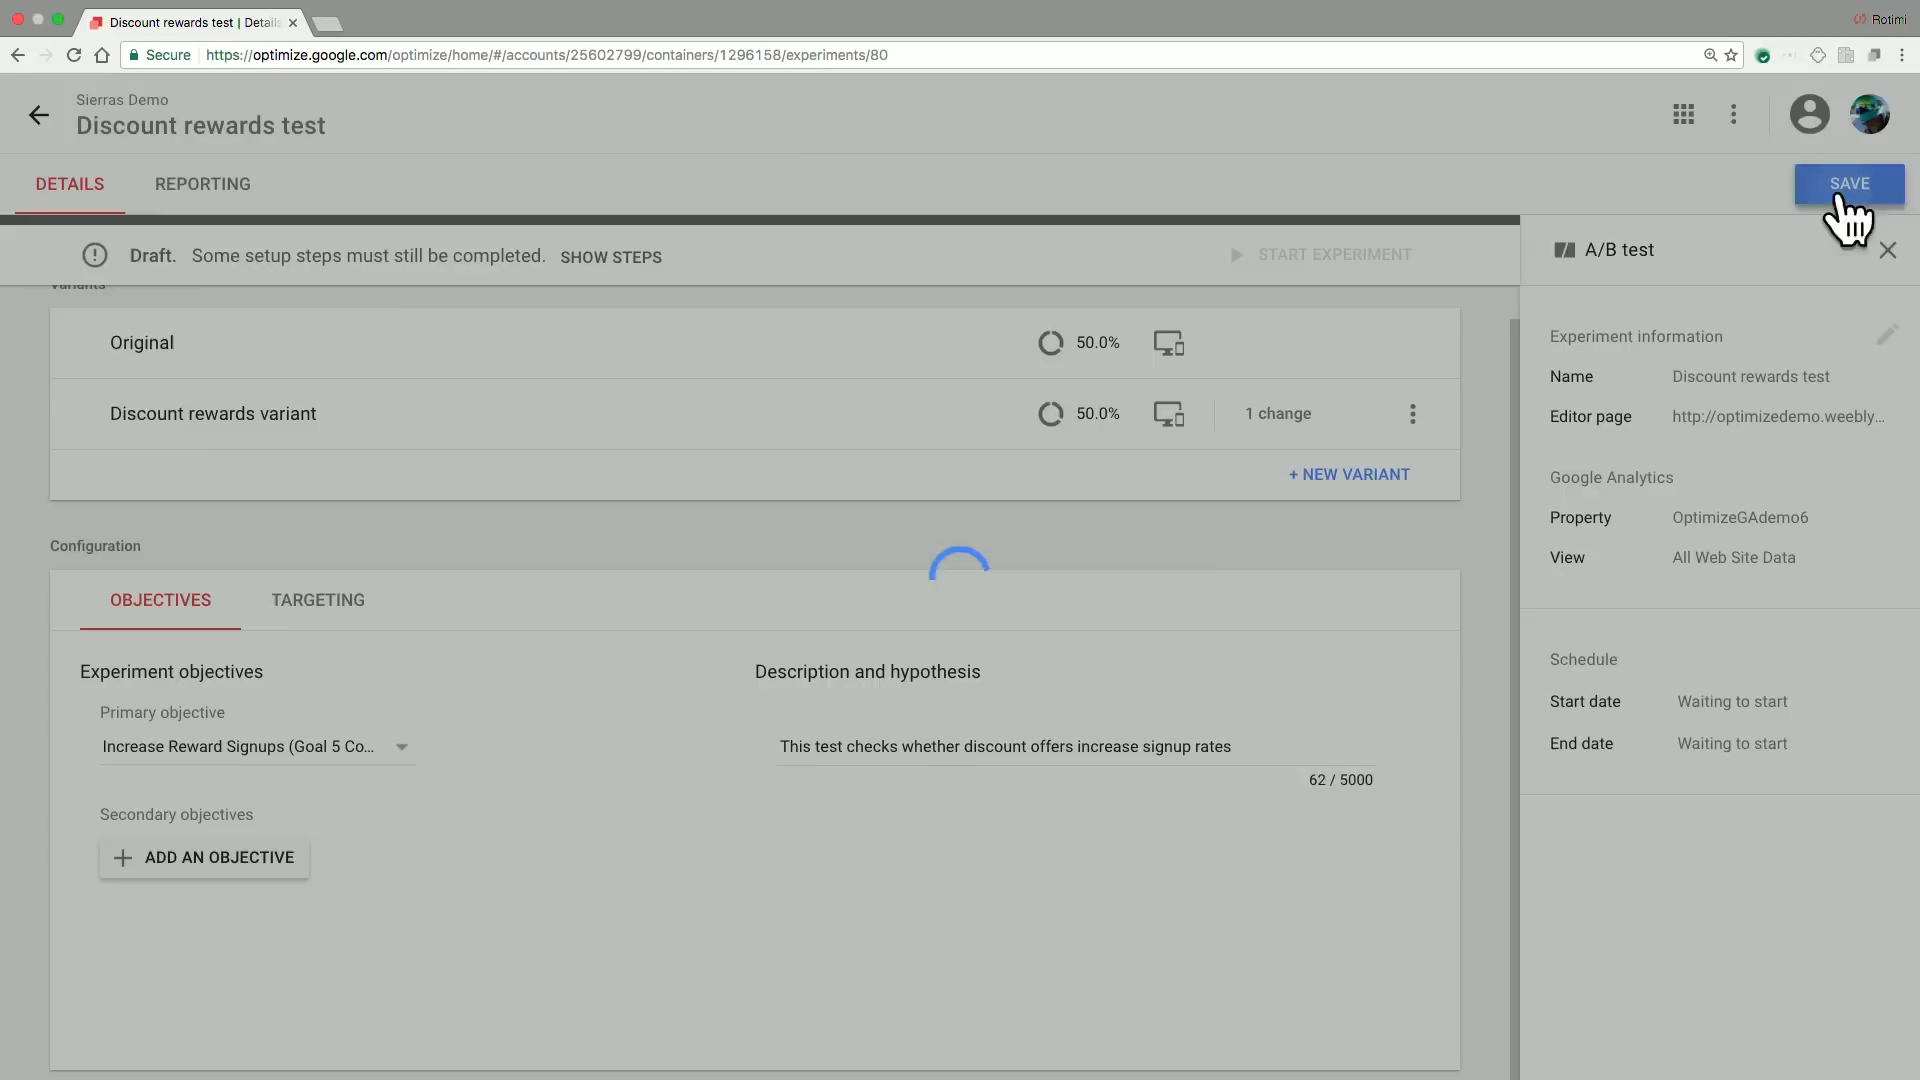 Discount rewards test | Details
Rotimi
Secure
https://optimize.google.com/optimize/home/#/accounts/25602799/containers/1296158/experiments/80
Sierras Demo
Discount rewards test
DETAILS
REPORTING
SAVE
Draft. Some setup steps must still be completed. SHOW STEPS
START EXPERIMENT
A/B test
Variants
Original
50.0%
Discount rewards variant
50.0%
1 change
+ NEW VARIANT
Configuration
OBJECTIVES
TARGETING
Experiment objectives
Primary objective
Increase Reward Signups (Goal 5 Co...
Secondary objectives
ADD AN OBJECTIVE
Description and hypothesis
This test checks whether discount offers increase signup rates
62 / 5000
Experiment information
Name Discount rewards test
Editor page http://optimizedemo.weebly...
Google Analytics
Property OptimizeGAdemo6
View All Web Site Data
Schedule
Start date Waiting to start
End date Waiting to start